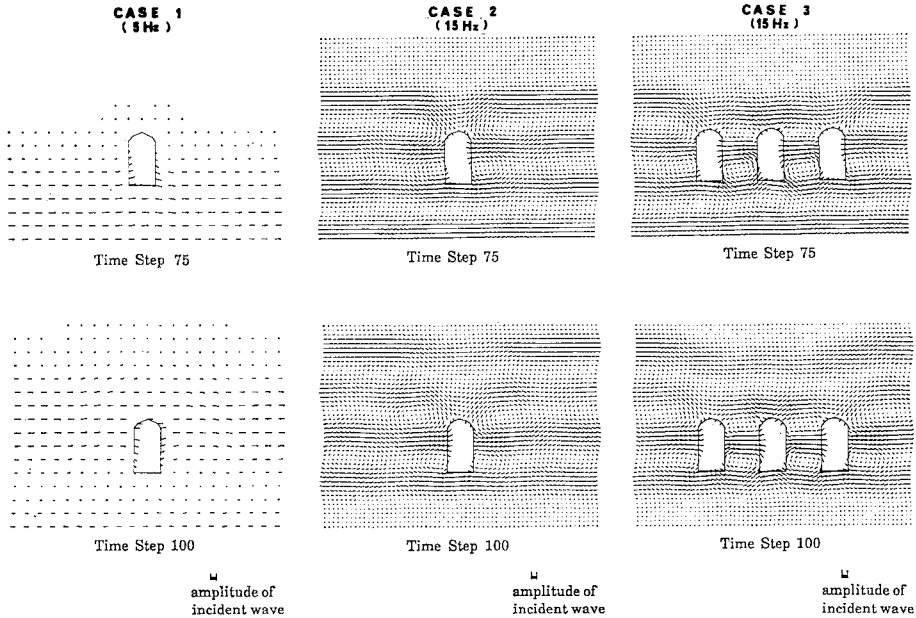 CASE 1
(5Hz)
CASE 2
(15Hz)
CASE 3
(15Hz)
Time Step 75
Time Step 75
Time Step 75
Time Step 100
Time Step 100
Time Step 100
amplitude of
incident wave
amplitude of
incident wave
amplitude of
incident wave